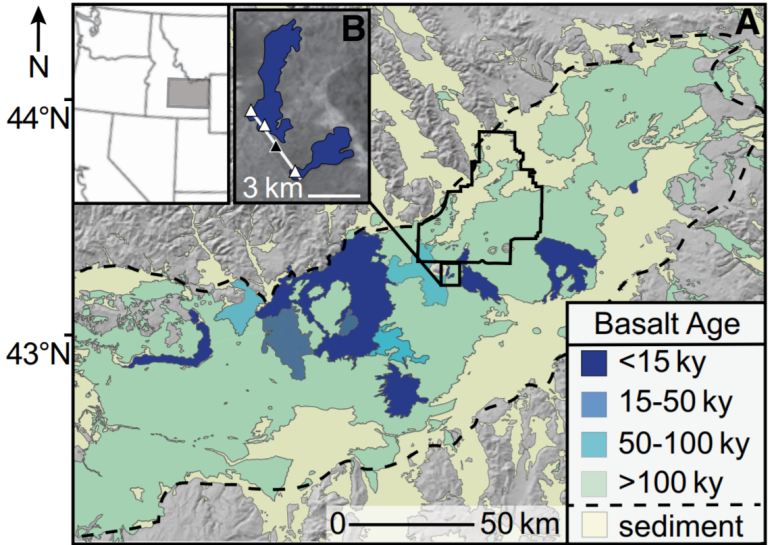 N
44°N
43°N
B
3 km
A
Basalt Age
<15 ky
15-50 ky
50-100 ky
>100 ky
sediment
0 50 km